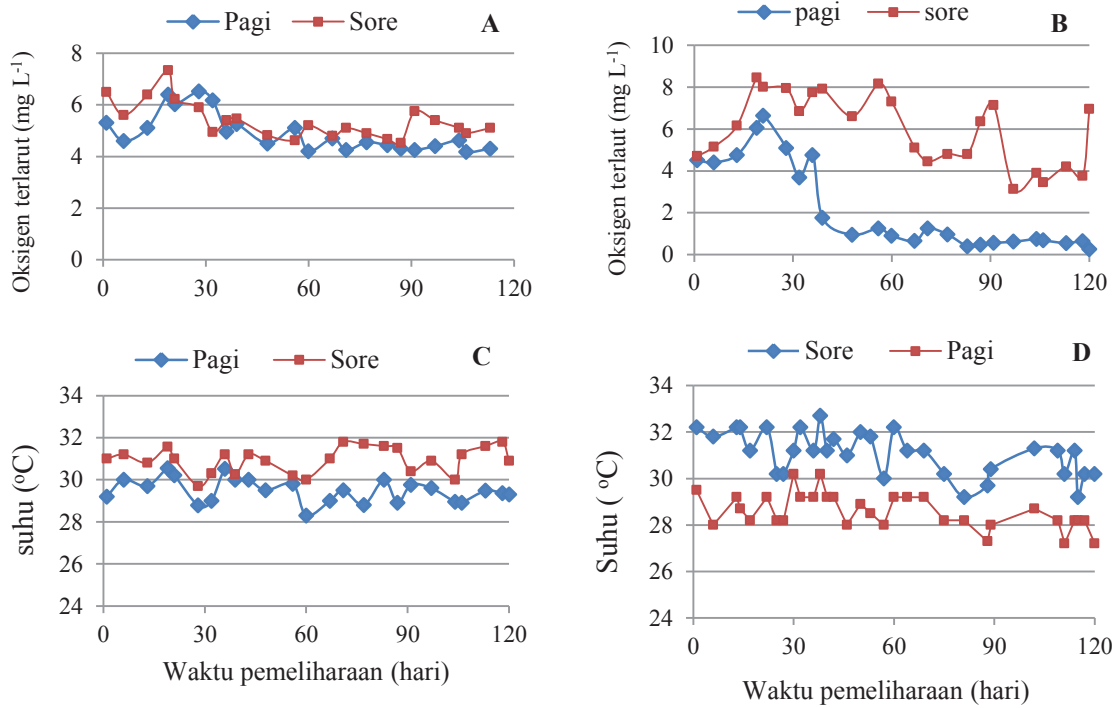 Pagi Sore A
Oksigen terlarut (mg L-1)
8
6
4
2
0
0 30 60 90 120
pagi sore B
Oksigen terlaut (mg L-1)
10
8
6
4
2
0
0 30 60 90 120
Pagi Sore C
suhu (oC)
34
32
30
28
26
24
0 30 60 90 120
Waktu pemeliharaan (hari)
Sore Pagi D
Suhu ( oC)
34
32
30
28
26
24
0 30 60 90 120
Waktu pemeliharaan (hari)